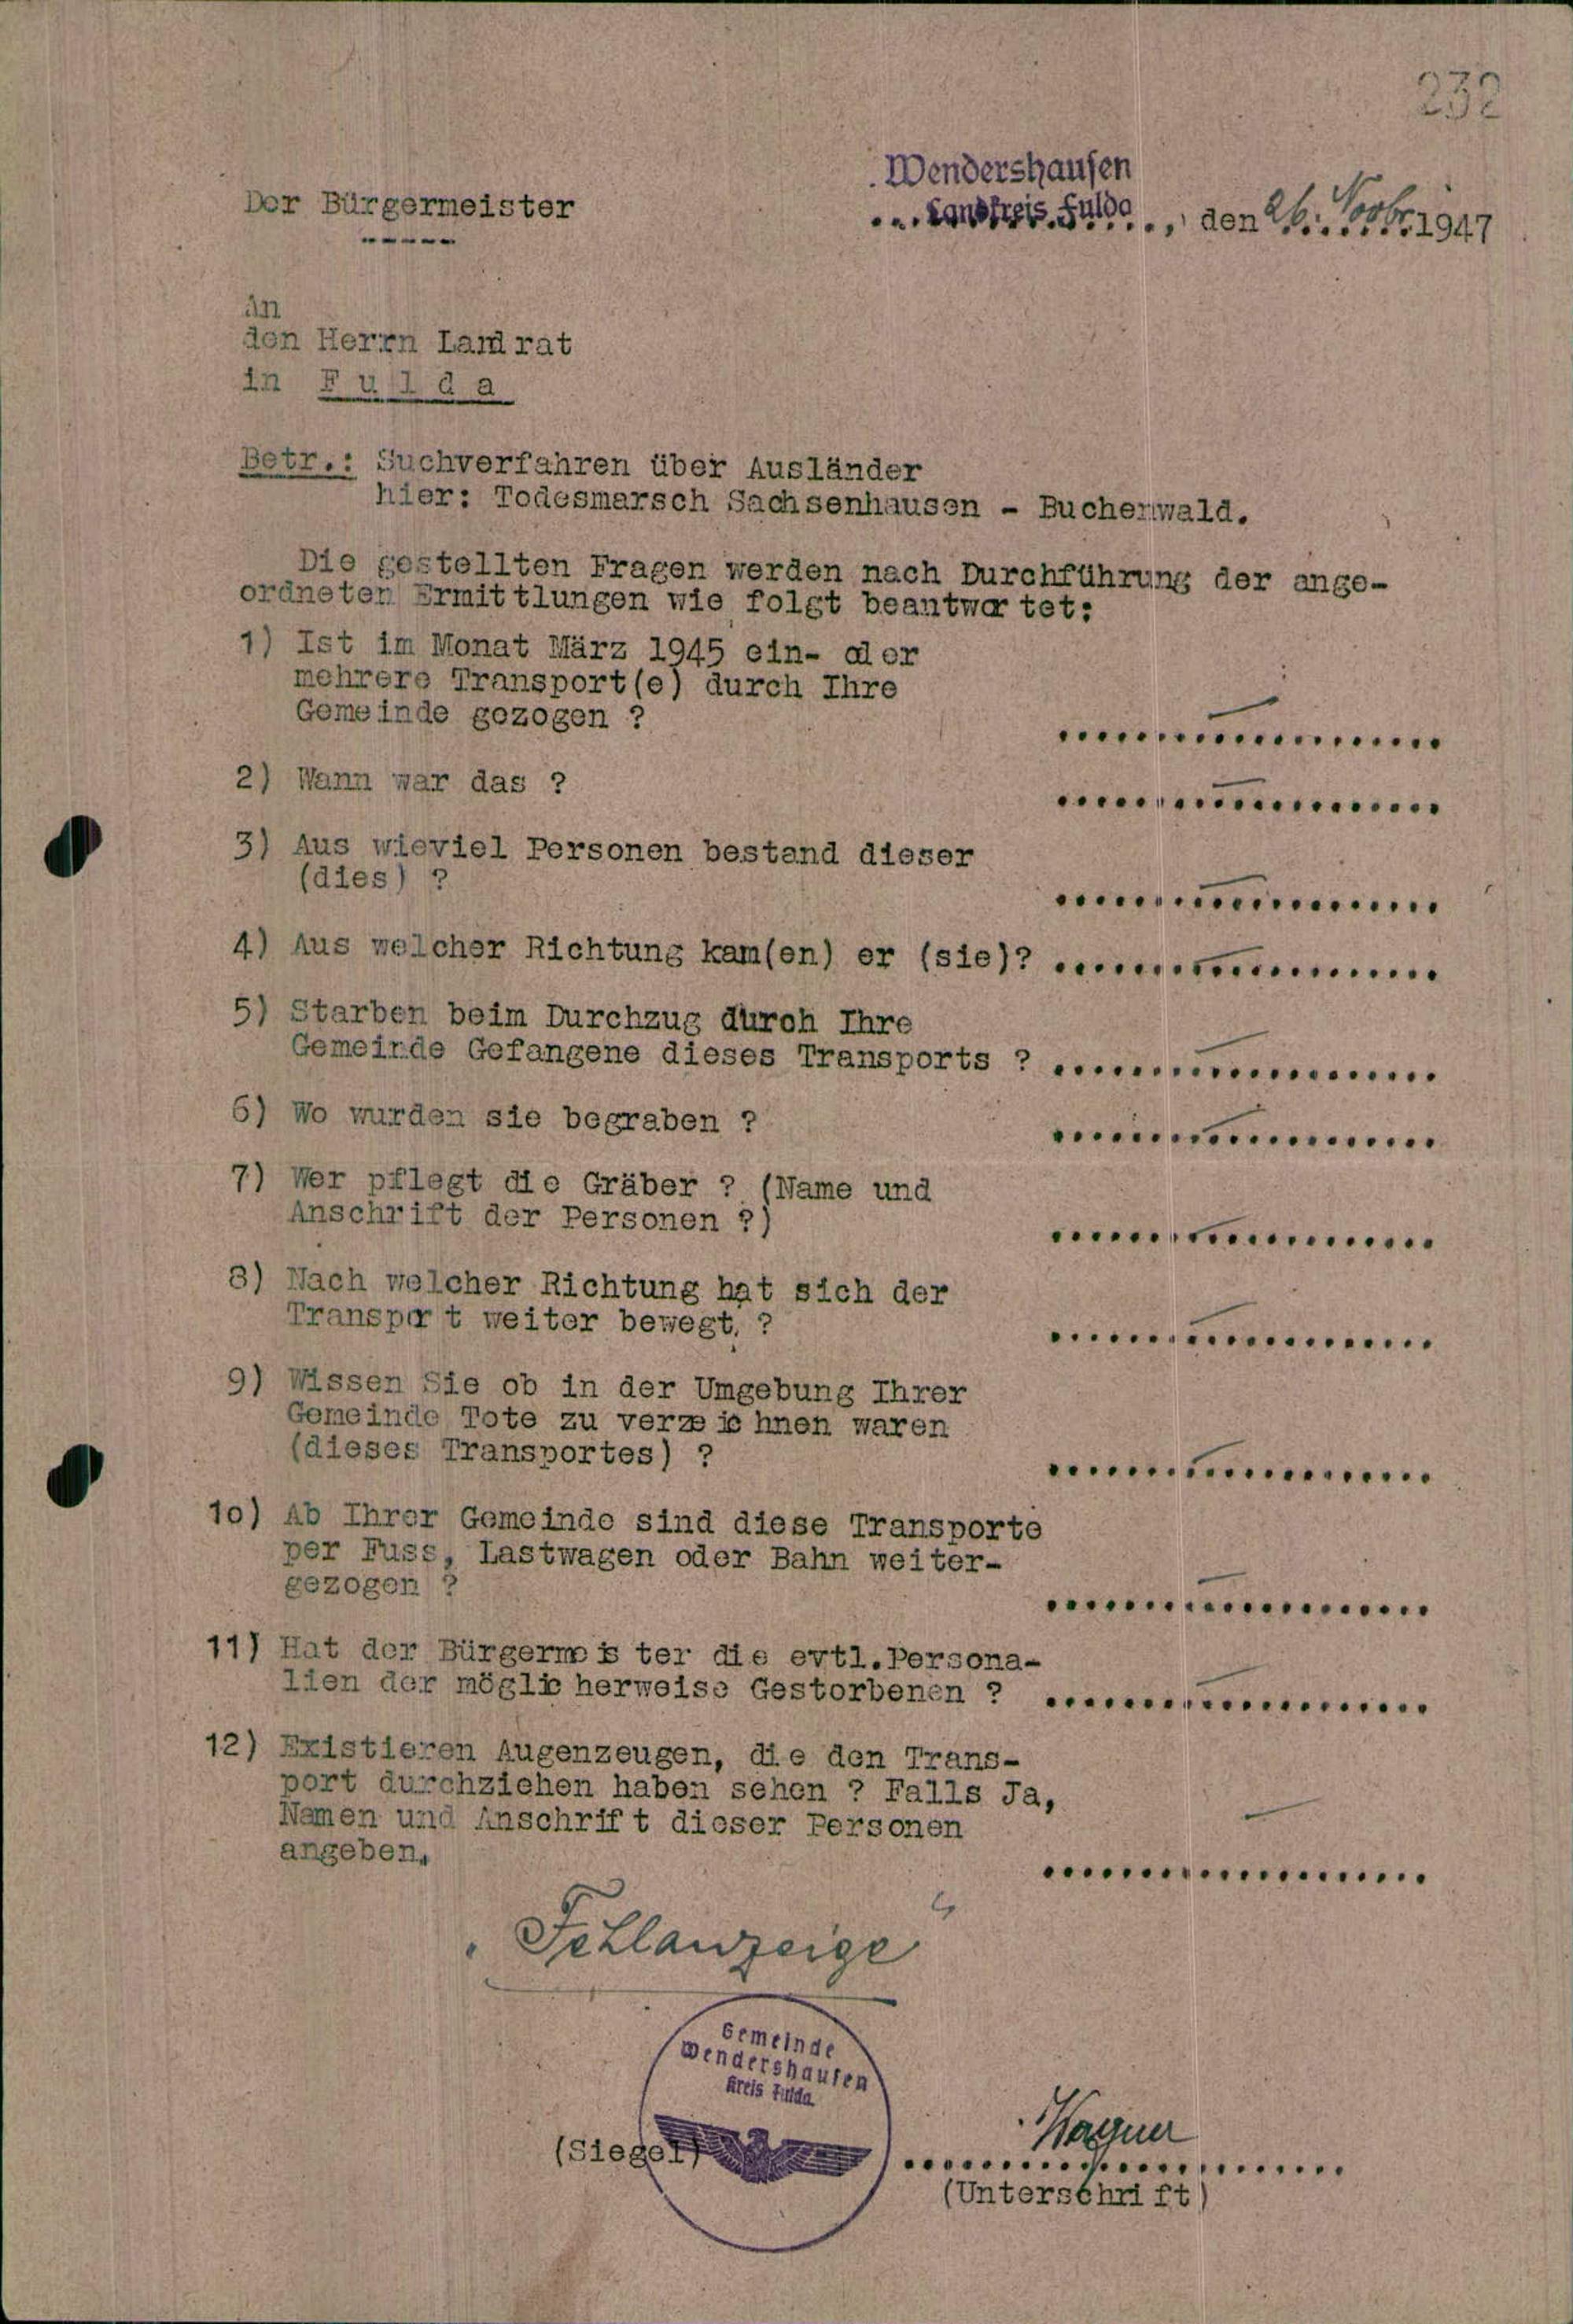 232
Wendershausen
Der Bürgermeister
... Landkreis Fulda ..., den 26. Novbr. 1947
-----
An
den Herrn Landrat
in F u l d a
Betr.: Suchverfahren über Ausländer
hier: Todesmarsch Sachsenhausen - Buchenwald.
Die gestellten Fragen werden nach Durchführung der ange-
ordneten Ermittlungen wie folgt beantwortet:
1) Ist im Monat März 1945 ein- oder
mehrere Transport(e) durch Ihre
Gemeinde gezogen ? .......—.......
2) Wann war das ? .......—.......
3) Aus wieviel Personen bestand dieser
(dies) ? .......—.......
4) Aus welcher Richtung kam(en) er (sie)? .......—.......
5) Starben beim Durchzug durch Ihre
Gemeinde Gefangene dieses Transports ? .......—.......
6) Wo wurden sie begraben ? .......—.......
7) Wer pflegt die Gräber ? (Name und
Anschrift der Personen ?) .......—.......
8) Nach welcher Richtung hat sich der
Transport weiter bewegt, ? .......—.......
9) Wissen Sie ob in der Umgebung Ihrer
Gemeinde Tote zu verzeichnen waren
(dieses Transportes) ? .......—.......
1o) Ab Ihrer Gemeinde sind diese Transporte
per Fuss, Lastwagen oder Bahn weiter-
gezogen ? .......—.......
11) Hat der Bürgermeister die evtl.Persona-
lien der möglicherweise Gestorbenen ? .......—.......
12) Existieren Augenzeugen, die den Trans-
port durchziehen haben sehen ? Falls Ja,
Namen und Anschrift dieser Personen
angeben. .......—.......
„Fehlanzeige“
Gemeinde
Wendershausen
Kreis Fulda
(Siegel)
Wagner
(Unterschrift)